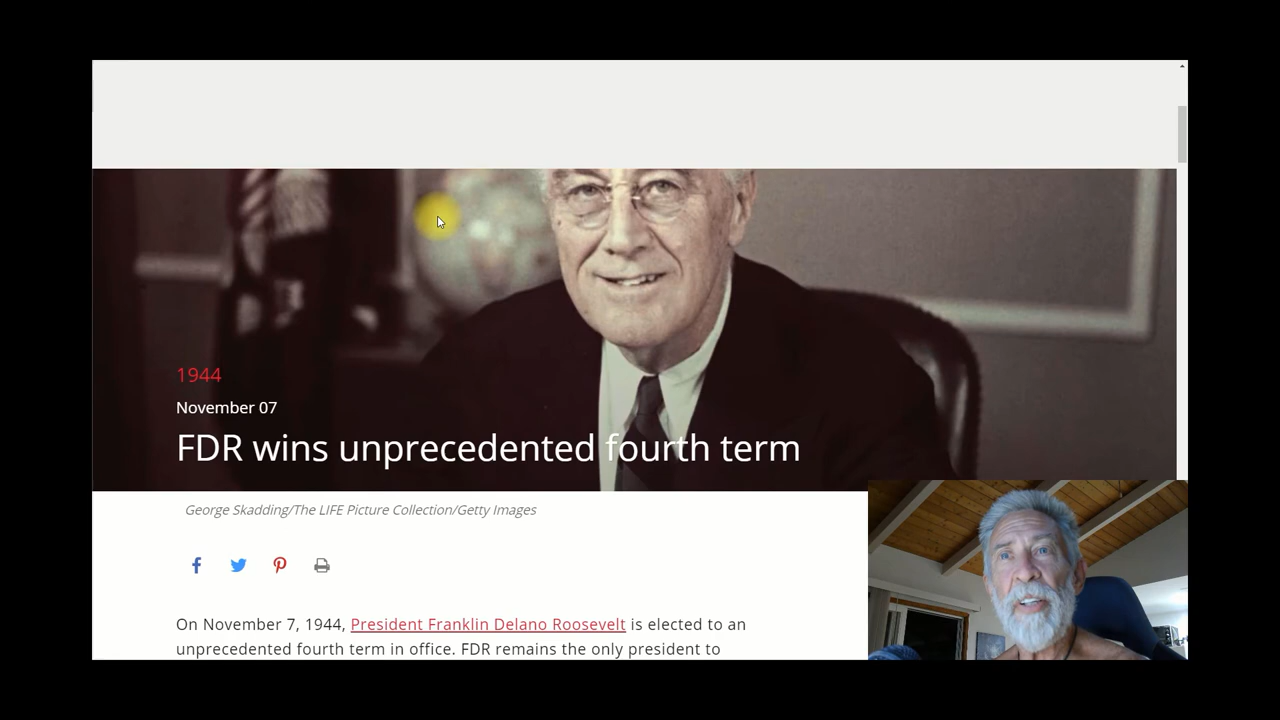 1944
November 07
FDR wins unprecedented fourth term
George Skadding/The LIFE Picture Collection/Getty Images
On November 7, 1944, President Franklin Delano Roosevelt is elected to an
unprecedented fourth term in office. FDR remains the only president to